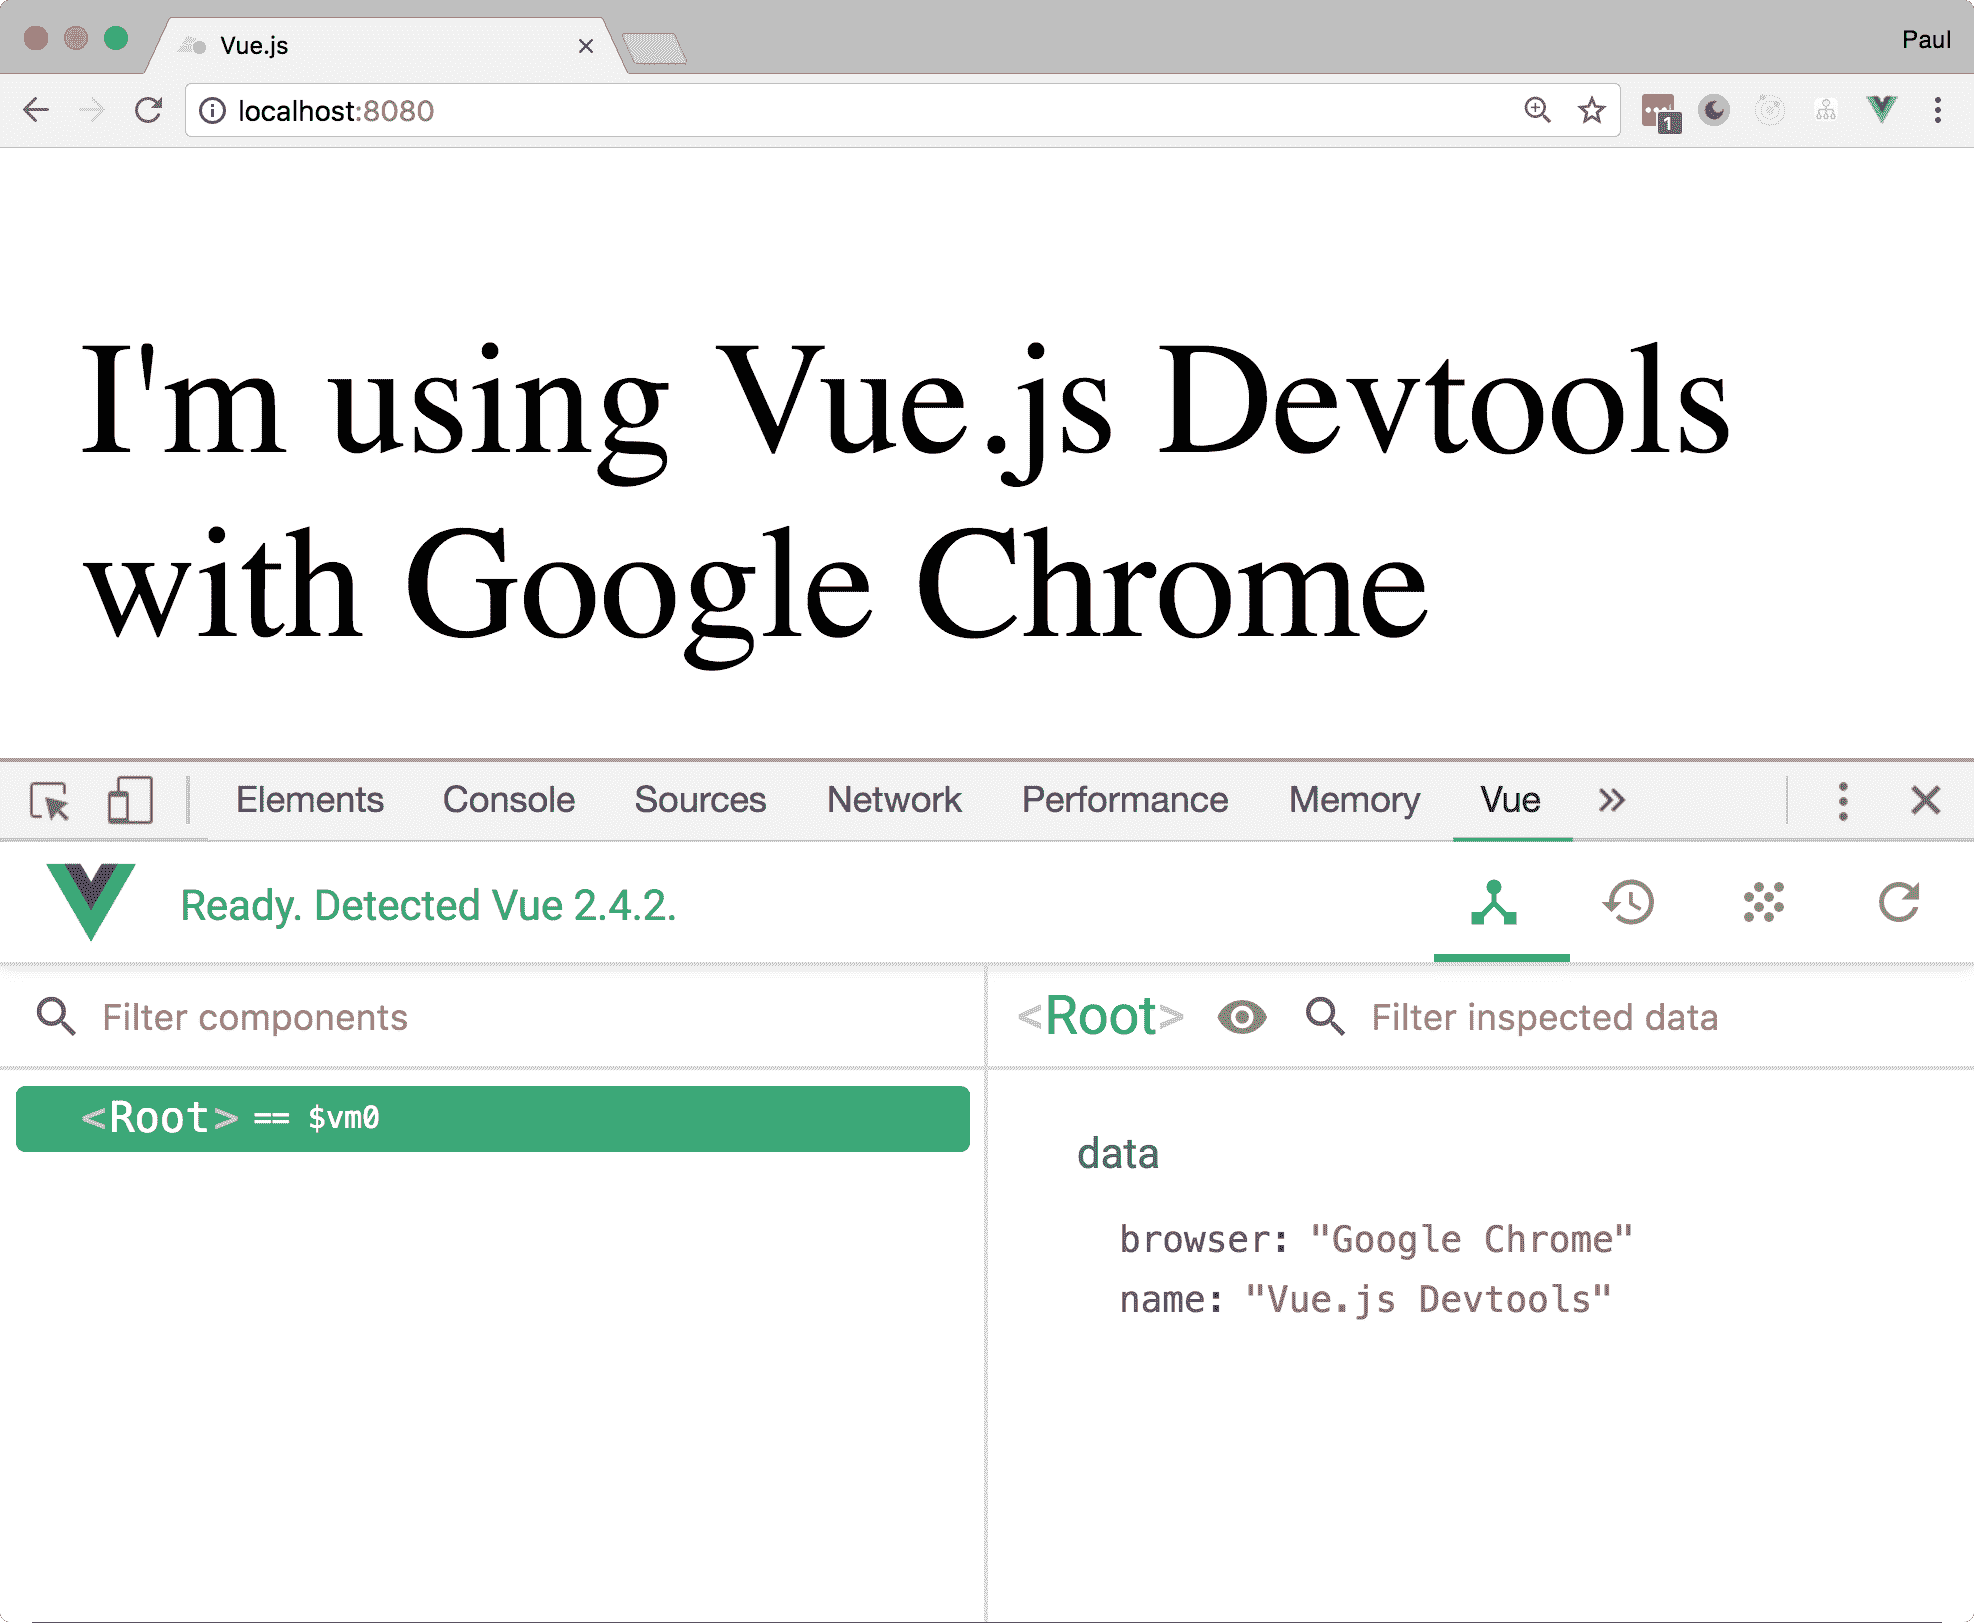 Vue.js
Paul
localhost:8080
1
I'm using Vue.js Devtools
with Google Chrome
Elements Console Sources Network Performance Memory Vue
Ready. Detected Vue 2.4.2.
Filter components
<Root> Filter inspected data
<Root> == $vm0
data
browser: "Google Chrome"
name: "Vue.js Devtools"